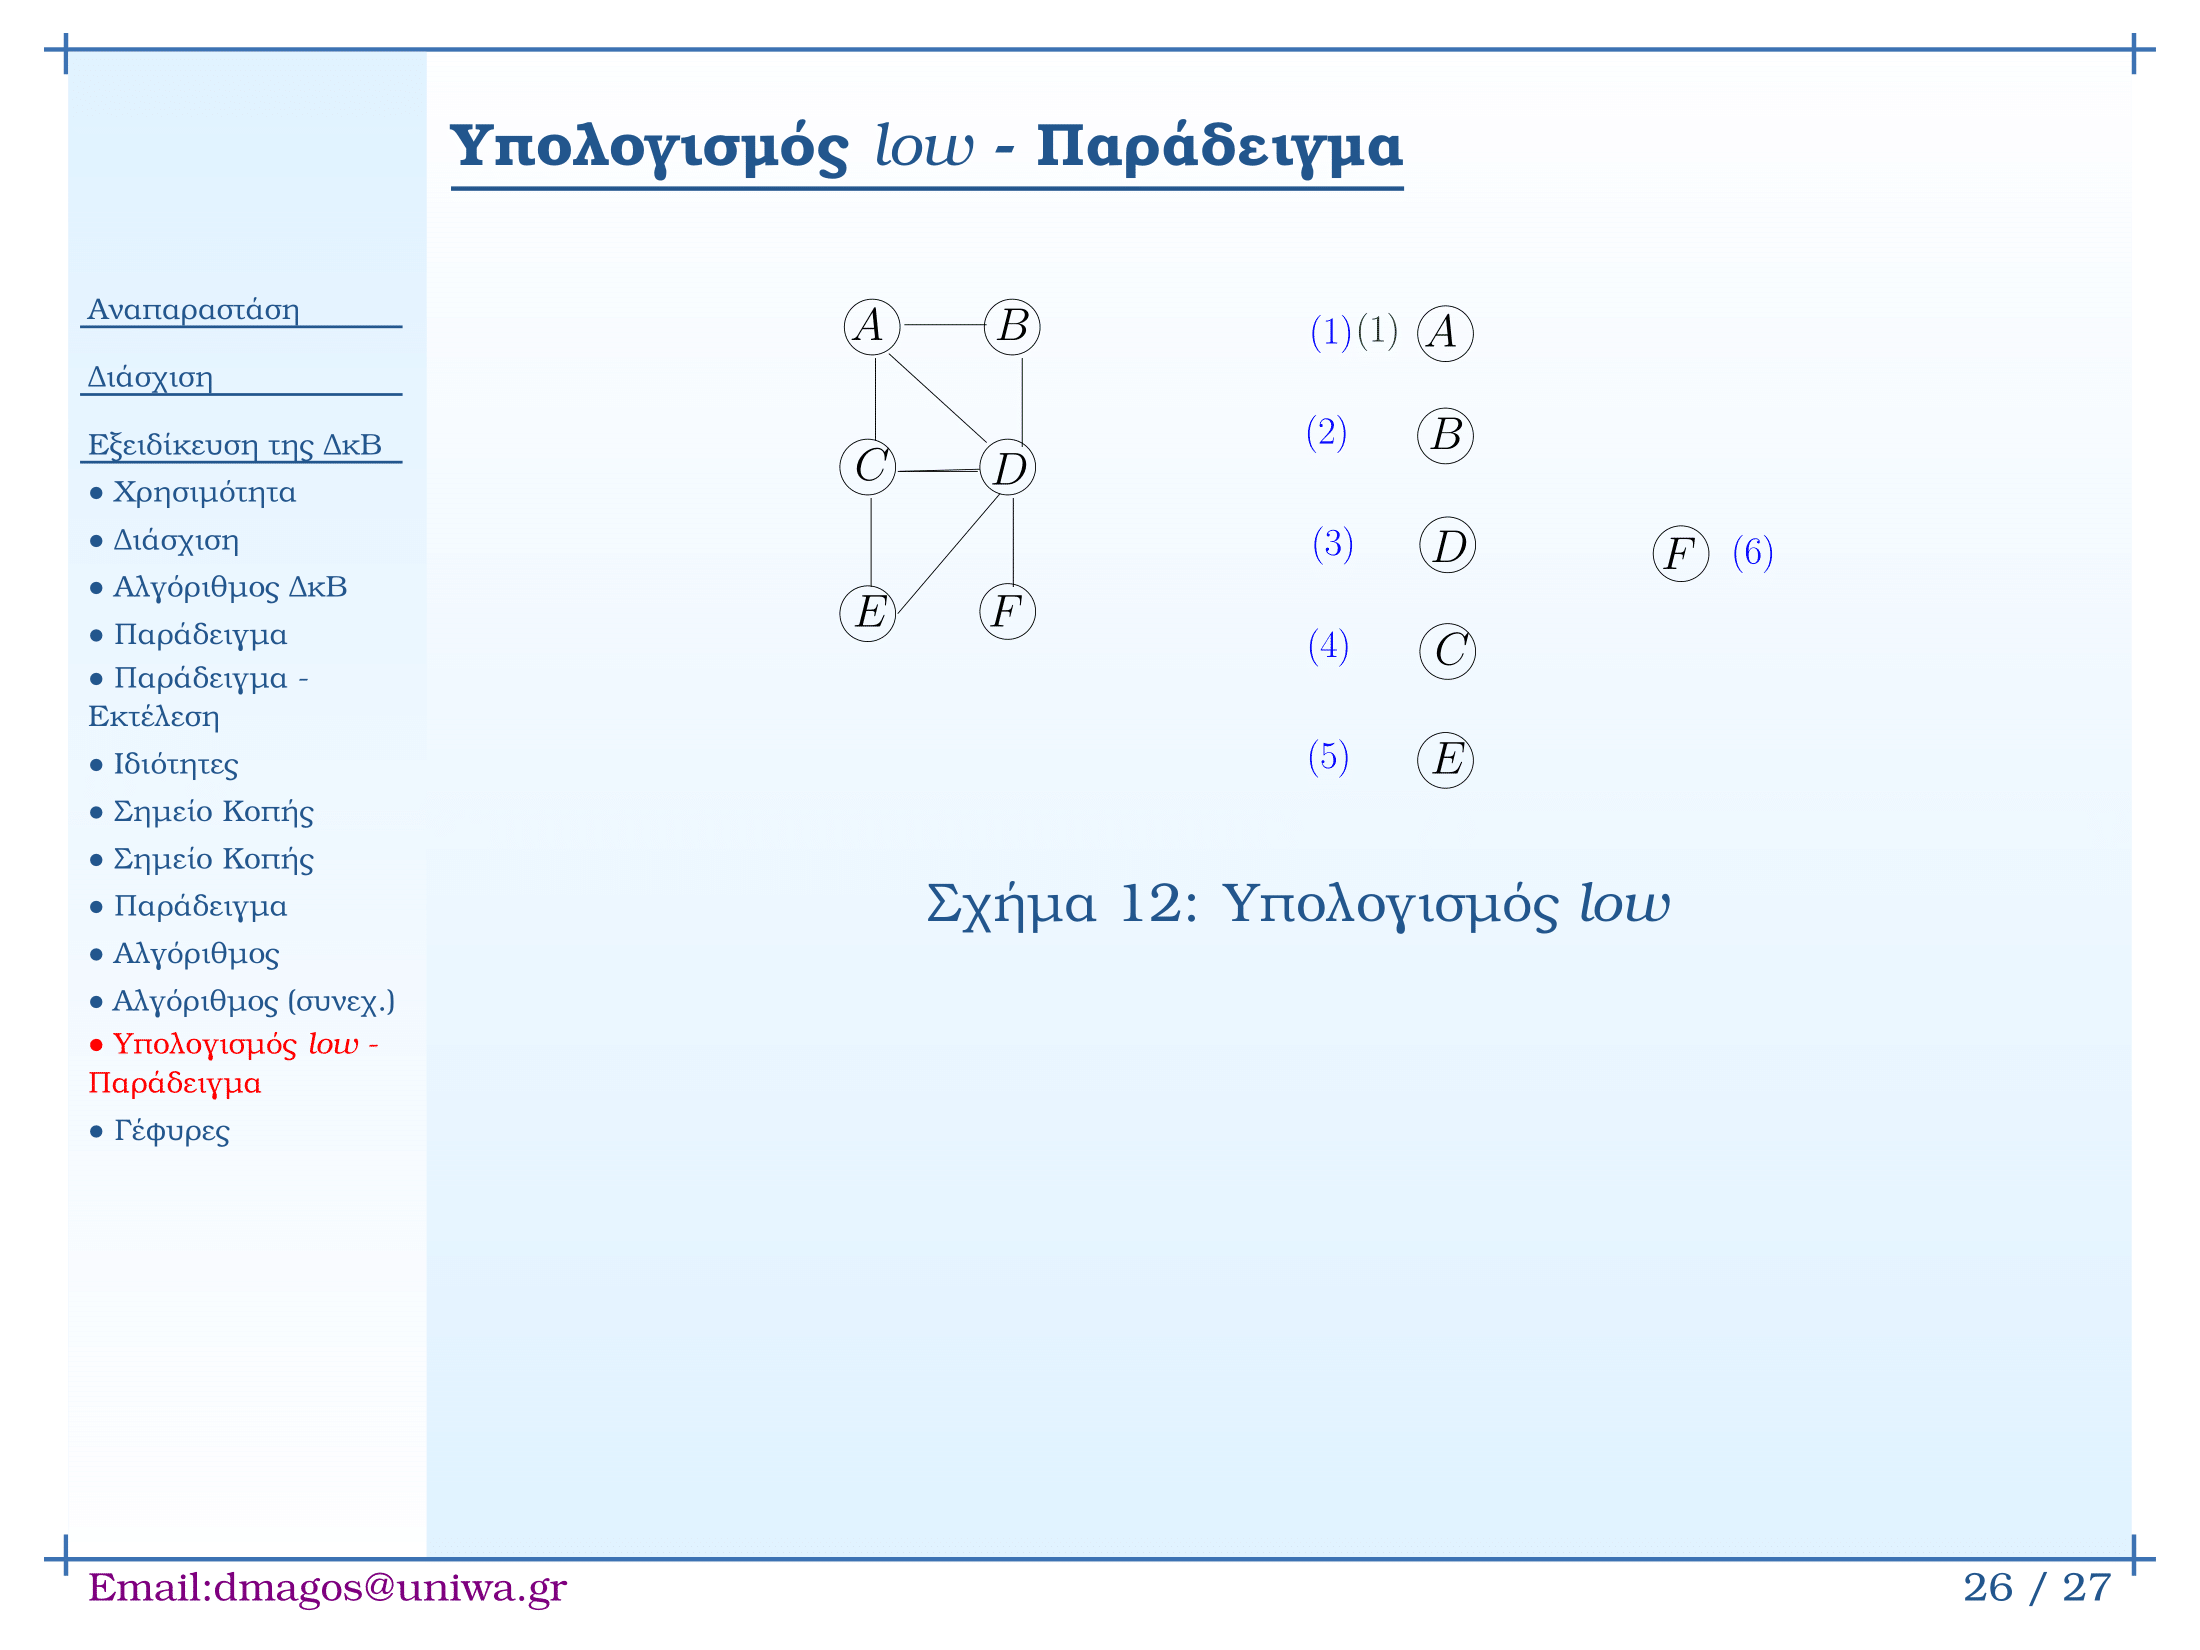 Υπολογισμός low - Παράδειγμα
Αναπαραστάση
Διάσχιση
Εξειδίκευση της ΔκΒ
● Χρησιμότητα
● Διάσχιση
● Αλγόριθμος ΔκΒ
● Παράδειγμα
● Παράδειγμα -
Εκτέλεση
● Ιδιότητες
● Σημείο Κοπής
● Σημείο Κοπής
● Παράδειγμα
● Αλγόριθμος
● Αλγόριθμος (συνεχ.)
● Υπολογισμός low -
Παράδειγμα
● Γέφυρες
A B
C D
E F
(1) (1) A
(2) B
(3) D F (6)
(4) C
(5) E
Σχήμα 12: Υπολογισμός low
Email:dmagos@uniwa.gr
26 / 27